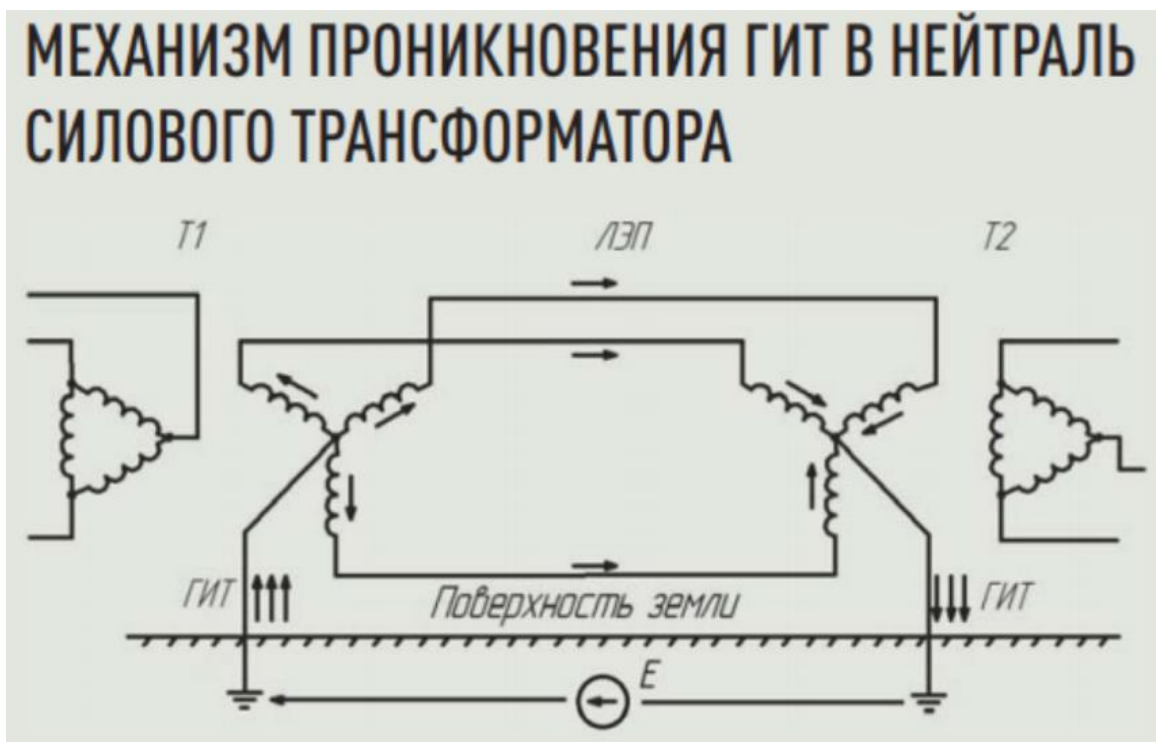 МЕХАНИЗМ ПРОНИКНОВЕНИЯ ГИТ В НЕЙТРАЛЬ
СИЛОВОГО ТРАНСФОРМАТОРА
Т1
ЛЭП
Т2
ГИТ
Поверхность земли
ГИТ
E